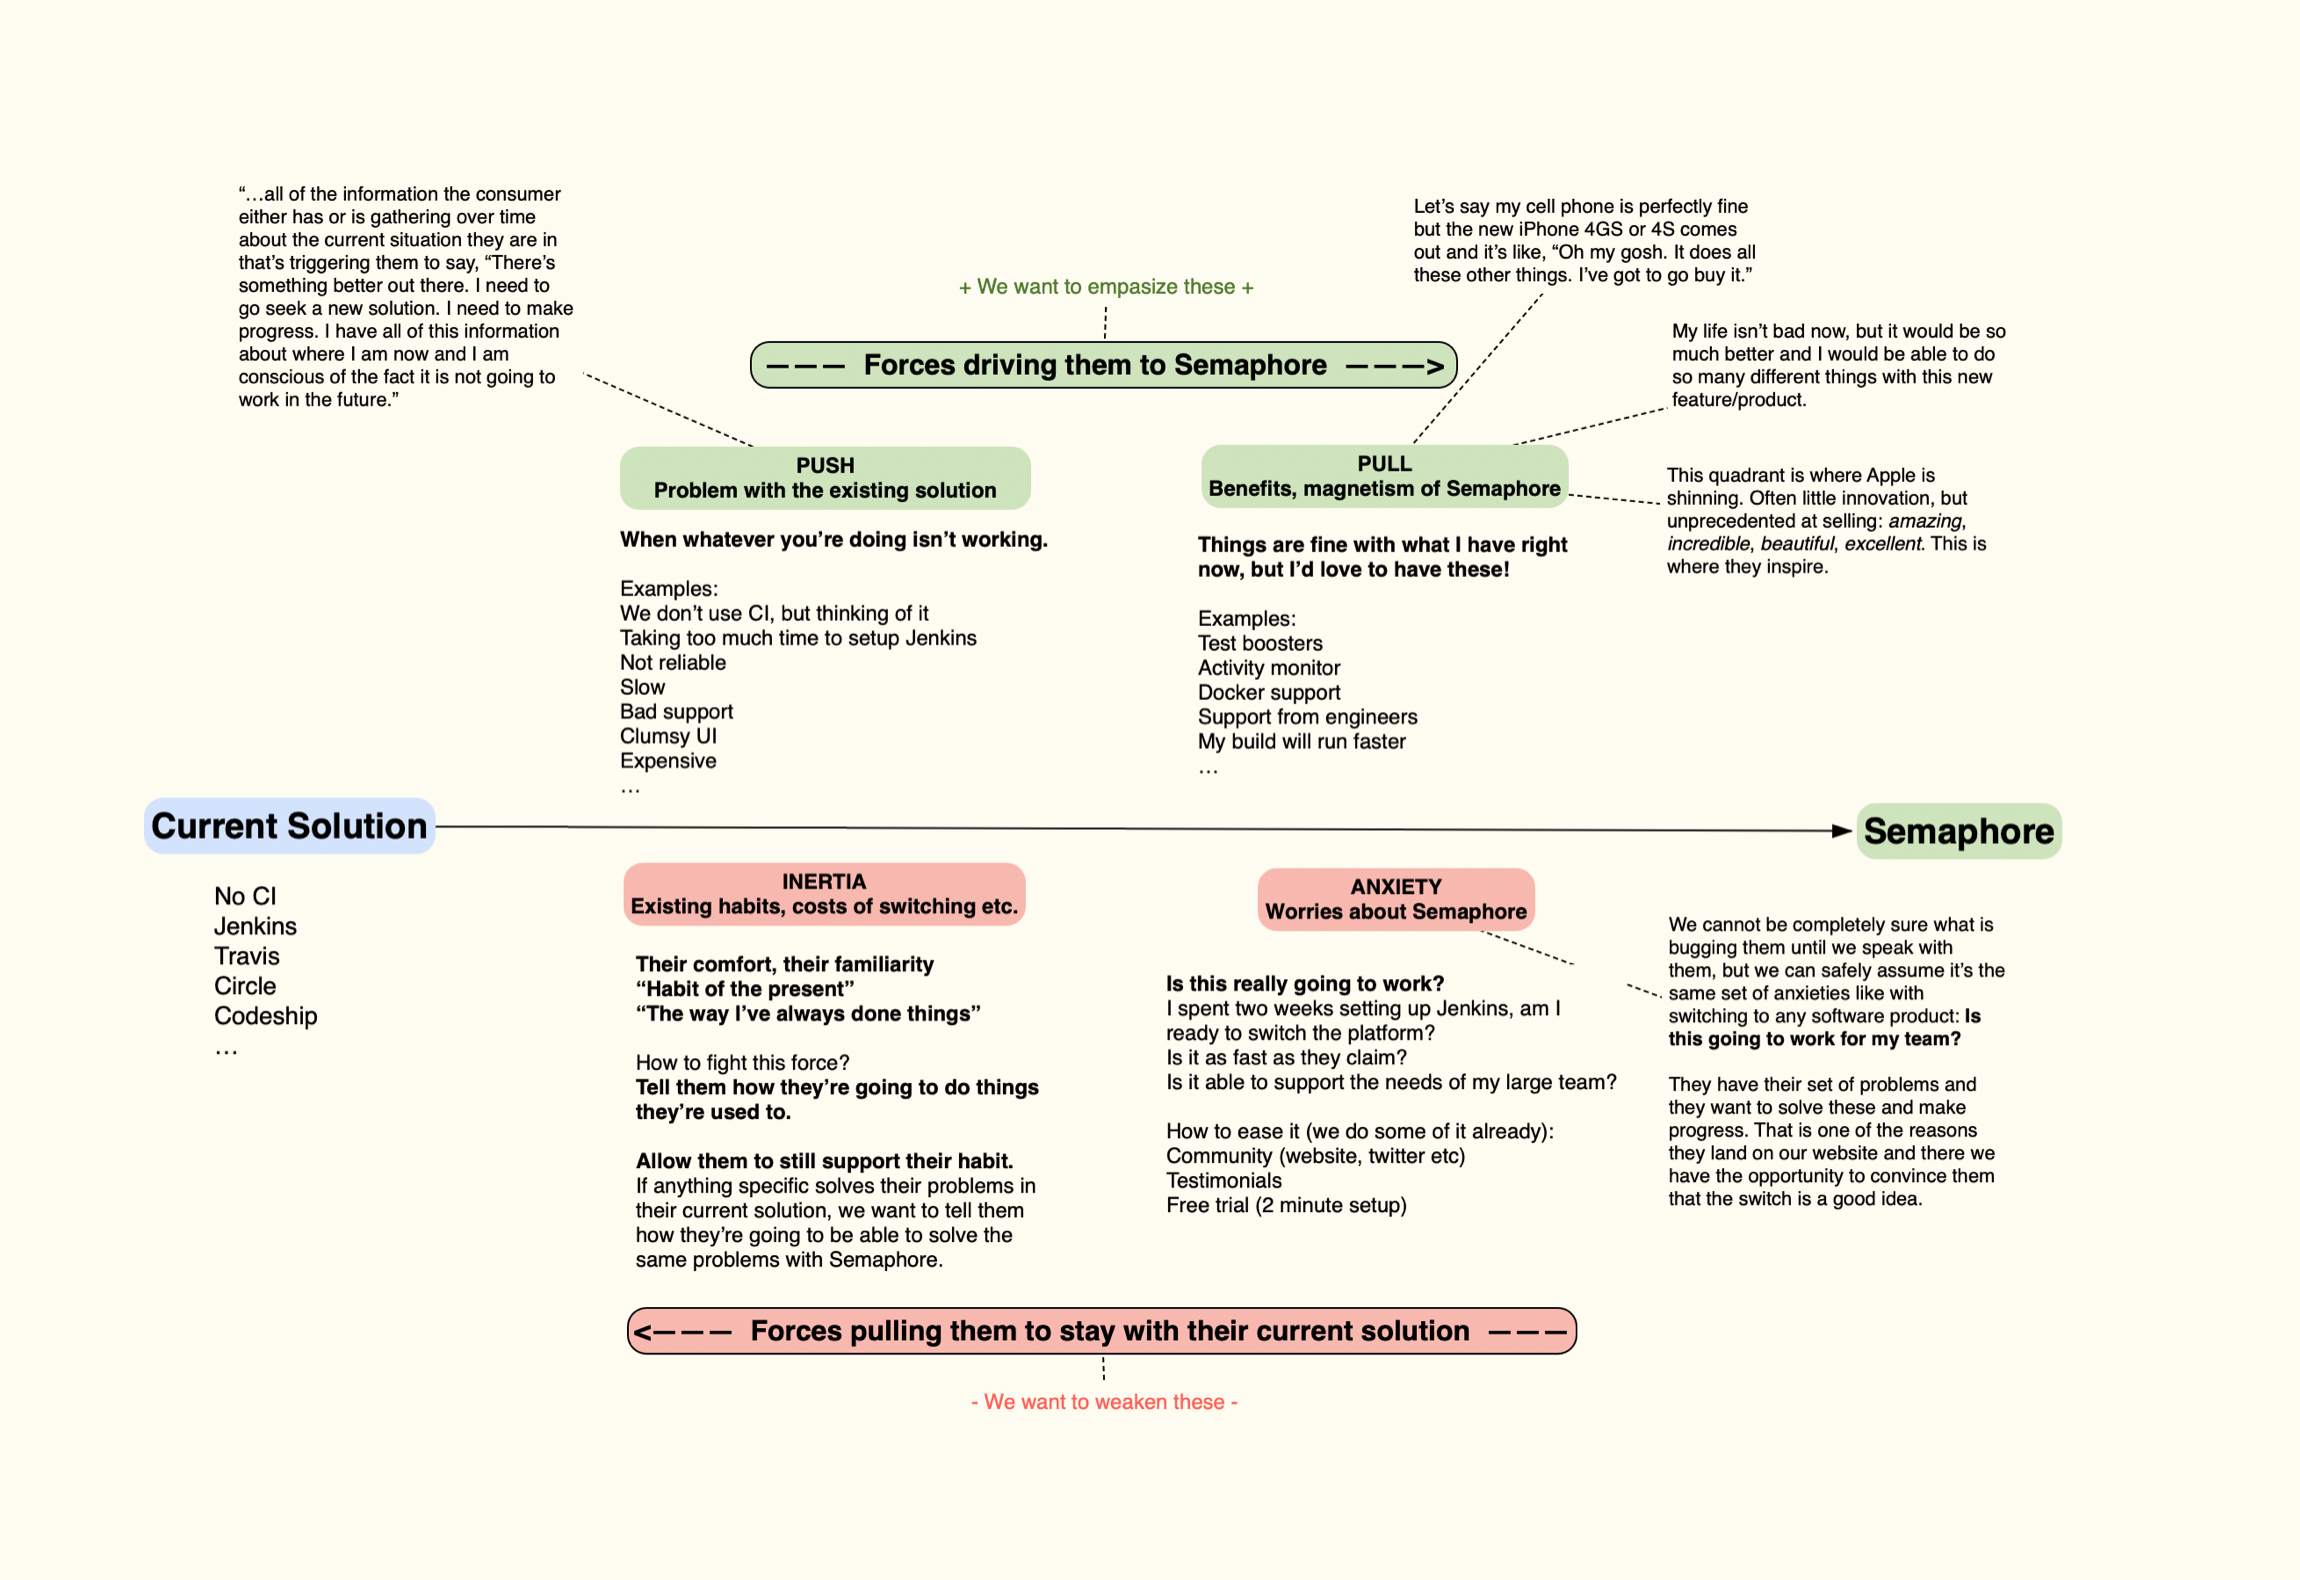 “…all of the information the consumer
either has or is gathering over time
about the current situation they are in
that’s triggering them to say, “There’s
something better out there. I need to
go seek a new solution. I need to make
progress. I have all of this information
about where I am now and I am
conscious of the fact it is not going to
work in the future.”
+ We want to empasize these +
——— Forces driving them to Semaphore ———>
Let’s say my cell phone is perfectly fine
but the new iPhone 4GS or 4S comes
out and it’s like, “Oh my gosh. It does all
these other things. I’ve got to go buy it.”
My life isn’t bad now, but it would be so
much better and I would be able to do
so many different things with this new
feature/product.
This quadrant is where Apple is
shinning. Often little innovation, but
unprecedented at selling: amazing,
incredible, beautiful, excellent. This is
where they inspire.
PUSH
Problem with the existing solution
When whatever you’re doing isn’t working.
Examples:
We don’t use CI, but thinking of it
Taking too much time to setup Jenkins
Not reliable
Slow
Bad support
Clumsy UI
Expensive
…
PULL
Benefits, magnetism of Semaphore
Things are fine with what I have right
now, but I’d love to have these!
Examples:
Test boosters
Activity monitor
Docker support
Support from engineers
My build will run faster
…
Current Solution
Semaphore
No CI
Jenkins
Travis
Circle
Codeship
…
INERTIA
Existing habits, costs of switching etc.
Their comfort, their familiarity
“Habit of the present”
“The way I’ve always done things”
How to fight this force?
Tell them how they’re going to do things
they’re used to.
Allow them to still support their habit.
If anything specific solves their problems in
their current solution, we want to tell them
how they’re going to be able to solve the
same problems with Semaphore.
ANXIETY
Worries about Semaphore
Is this really going to work?
I spent two weeks setting up Jenkins, am I
ready to switch the platform?
Is it as fast as they claim?
Is it able to support the needs of my large team?
How to ease it (we do some of it already):
Community (website, twitter etc)
Testimonials
Free trial (2 minute setup)
We cannot be completely sure what is
bugging them until we speak with
them, but we can safely assume it’s the
same set of anxieties like with
switching to any software product: Is
this going to work for my team?
They have their set of problems and
they want to solve these and make
progress. That is one of the reasons
they land on our website and there we
have the opportunity to convince them
that the switch is a good idea.
<——— Forces pulling them to stay with their current solution ———
- We want to weaken these -